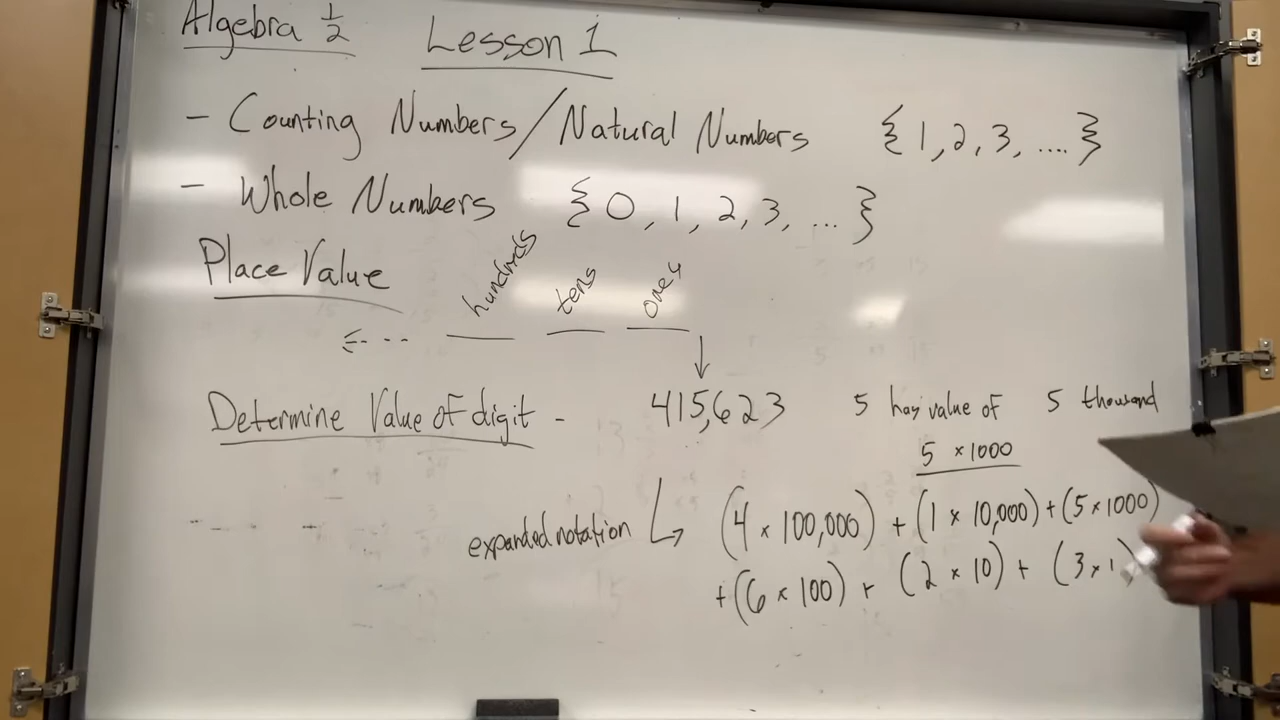 Algebra 1/2 Lesson 1
- Counting Numbers/Natural Numbers {1,2,3,....}
- Whole Numbers {0,1,2,3,...}
Place Value
hundreds tens ones
Determine Value of digit - 415,623 5 has value of 5 thousand
5 ×1000
expanded notation (4 × 100,000) + (1 × 10,000)+(5×1000)
+(6 × 100) + (2 × 10) + (3×1)